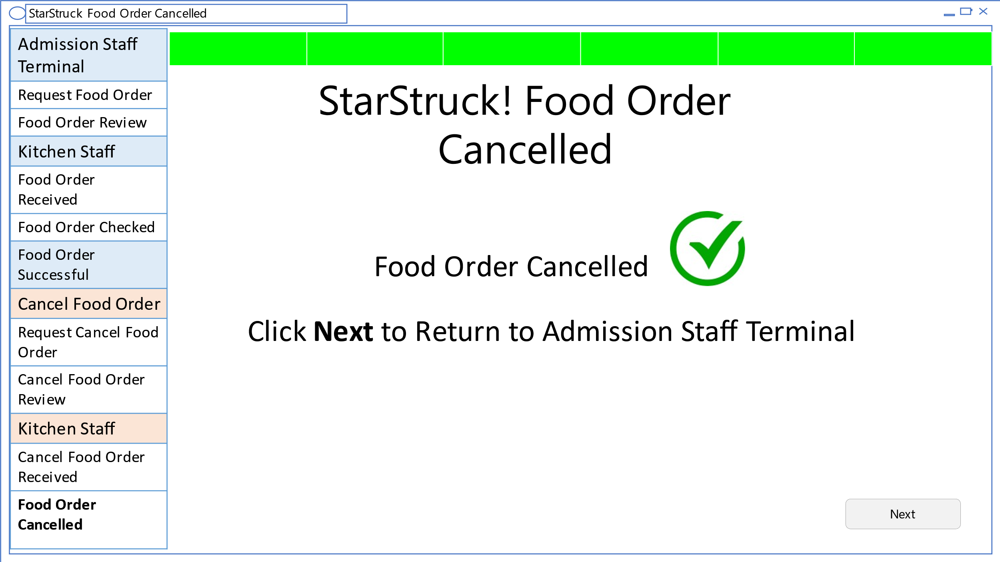 StarStruck Food Order Cancelled
Admission Staff
Terminal
Request Food Order
Food Order Review
Kitchen Staff
Food Order
Received
Food Order Checked
Food Order
Successful
Cancel Food Order
Request Cancel Food
Order
Cancel Food Order
Review
Kitchen Staff
Cancel Food Order
Received
Food Order
Cancelled
StarStruck! Food Order
Cancelled
Food Order Cancelled
Click Next to Return to Admission Staff Terminal
Next